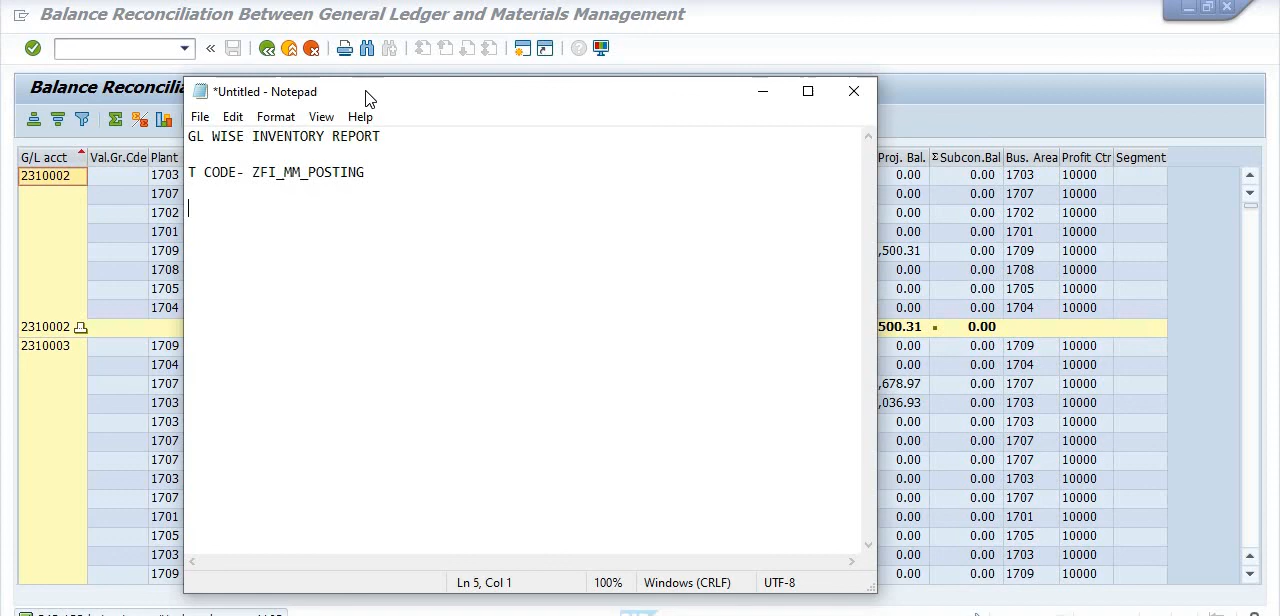 Balance Reconciliation Between General Ledger and Materials Management
Balance Reconcilia
*Untitled - Notepad
File Edit Format View Help
GL WISE INVENTORY REPORT
T CODE- ZFI_MM_POSTING
Ln 5, Col 1 100% Windows (CRLF) UTF-8
G/L acct Val.Gr.Cde Plant Proj. Bal. Σ Subcon.Bal Bus. Area Profit Ctr Segment
2310002 1703 0.00 0.00 1703 10000
1707 0.00 0.00 1707 10000
1702 0.00 0.00 1702 10000
1701 0.00 0.00 1701 10000
1709 ,500.31 0.00 1709 10000
1708 0.00 0.00 1708 10000
1705 0.00 0.00 1705 10000
1704 0.00 0.00 1704 10000
2310002 500.31 0.00
2310003 1709 0.00 0.00 1709 10000
1704 0.00 0.00 1704 10000
1707 ,678.97 0.00 1707 10000
1703 ,036.93 0.00 1703 10000
1703 0.00 0.00 1703 10000
1707 0.00 0.00 1707 10000
1707 0.00 0.00 1707 10000
1703 0.00 0.00 1703 10000
1707 0.00 0.00 1707 10000
1701 0.00 0.00 1701 10000
1705 0.00 0.00 1705 10000
1703 0.00 0.00 1703 10000
1709 0.00 0.00 1709 10000